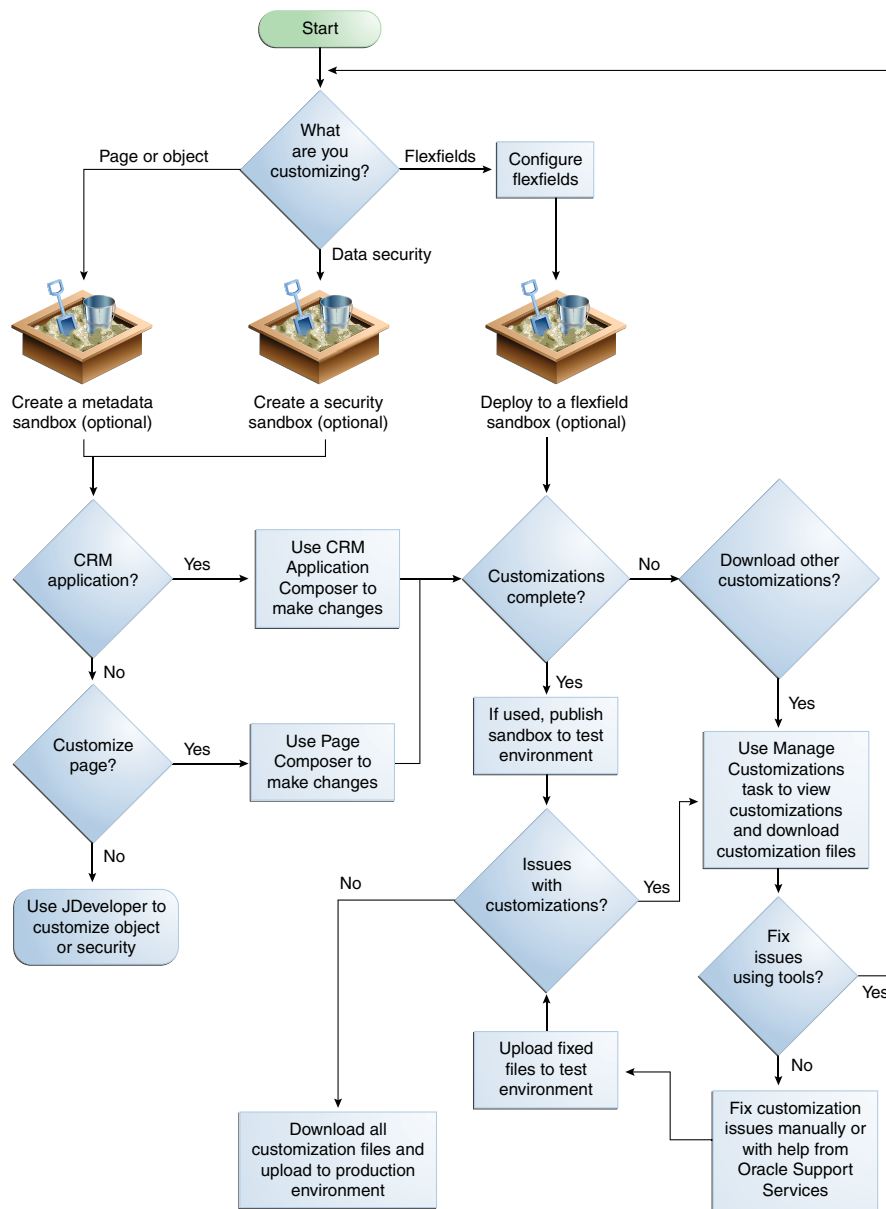 Start
What
are you
customizing?
Page or object
Flexfields
Configure
flexfields
Data security
Create a metadata
sandbox (optional)
Create a security
sandbox (optional)
Deploy to a flexfield
sandbox (optional)
CRM
application?
Yes
Use CRM
Application
Composer to
make changes
Customizations
complete?
No
Download other
customizations?
No
Yes
Yes
Customize
page?
Yes
Use Page
Composer to
make changes
If used, publish
sandbox to test
environment
Use Manage
Customizations
task to view
customizations
and download
customization files
No
Use JDeveloper to
customize object
or security
No
Issues
with
customizations?
Yes
Fix
issues
using tools?
Yes
No
Upload fixed
files to test
environment
Fix customization
issues manually or
with help from
Oracle Support
Services
Download all
customization files and
upload to production
environment